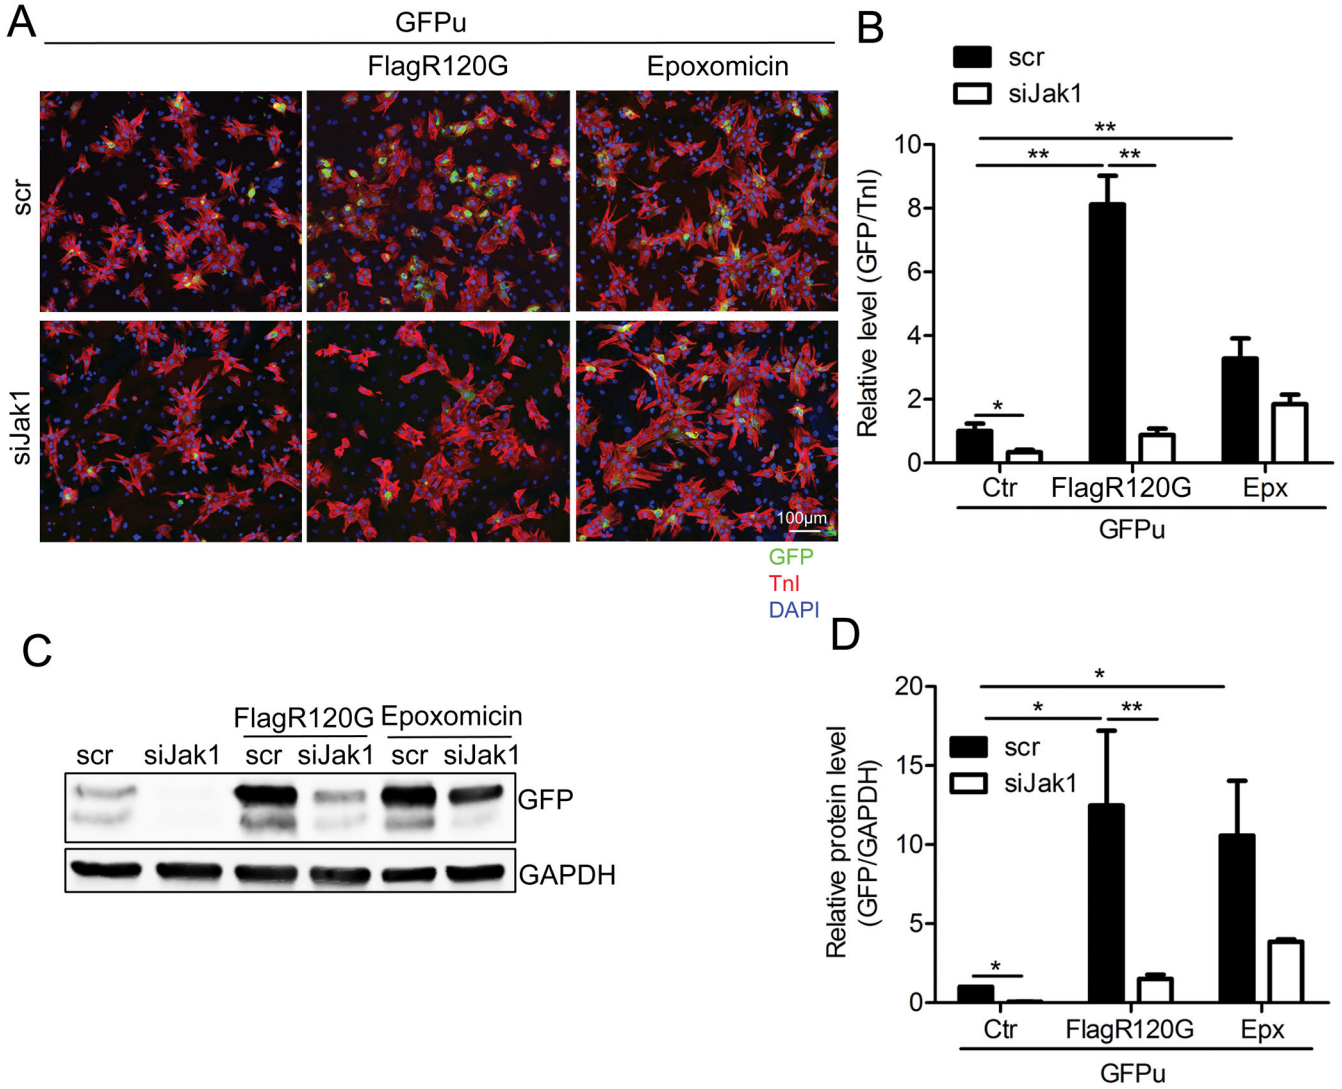 A
GFPu
FlagR120G
Epoxomicin
scr
siJak1
100μm
GFP
TnI
DAPI
B
scr
siJak1
Relative level (GFP/TnI)
10
8
6
4
2
0
**
**
**
*
Ctr
FlagR120G
Epx
GFPu
C
FlagR120G
Epoxomicin
scr
siJak1
scr
siJak1
scr
siJak1
GFP
GAPDH
D
scr
siJak1
Relative protein level
(GFP/GAPDH)
20
15
10
5
0
*
*
**
*
Ctr
FlagR120G
Epx
GFPu